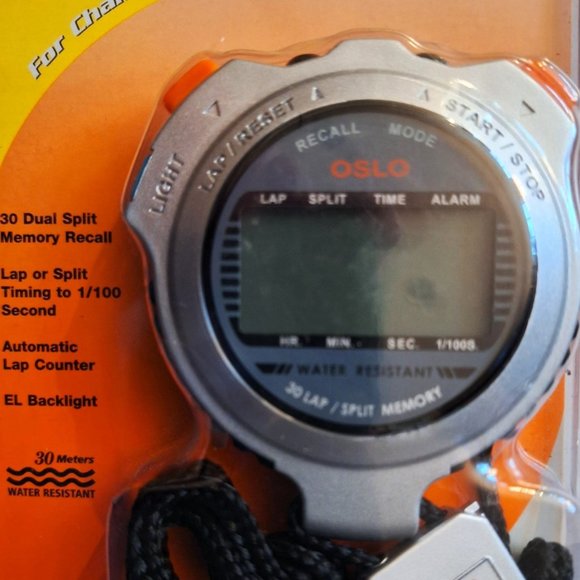 For Cham
30 Dual Split
Memory Recall
Lap or Split
Timing to 1/100
Second
Automatic
Lap Counter
EL Backlight
30 Meters
WATER RESISTANT
LIGHT
LAP / RESET
RECALL
MODE
START / STOP
OSLO
LAP SPLIT TIME ALARM
HR. MIN. SEC. 1/100S.
WATER RESISTANT
30 LAP / SPLIT MEMORY